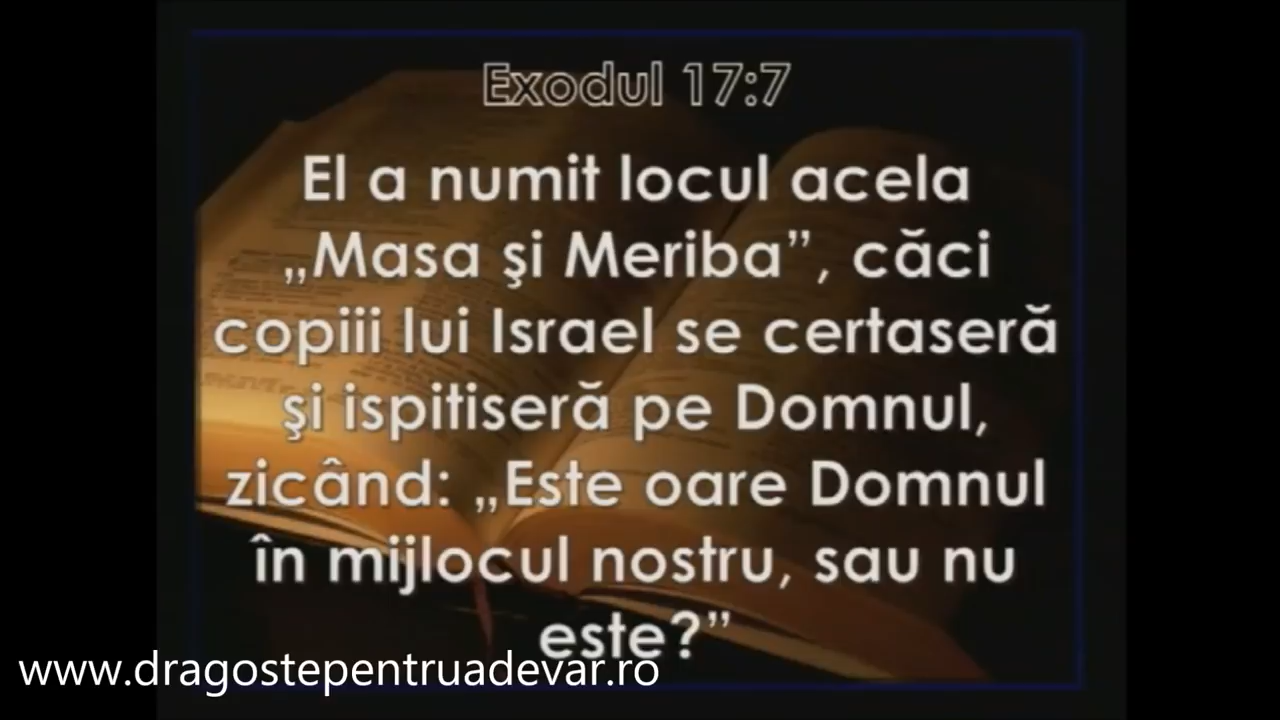 Exodul 17:7
El a numit locul acela
„Masa şi Meriba”, căci
copiii lui Israel se certaseră
şi ispitiseră pe Domnul,
zicând: „Este oare Domnul
în mijlocul nostru, sau nu
este?”
www.dragostepentruadevar.ro